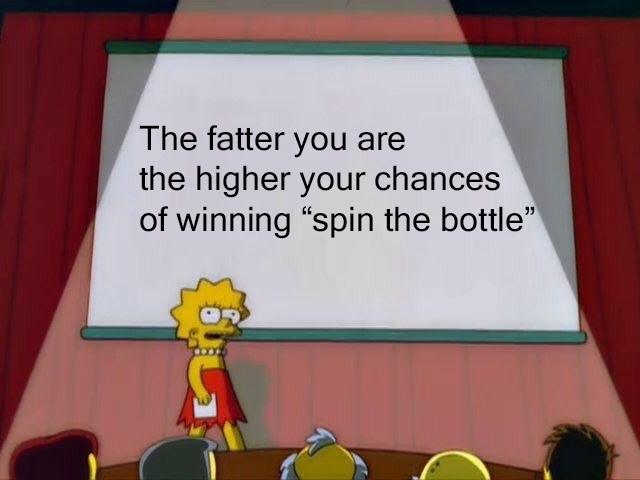 The fatter you are
the higher your chances
of winning “spin the bottle”